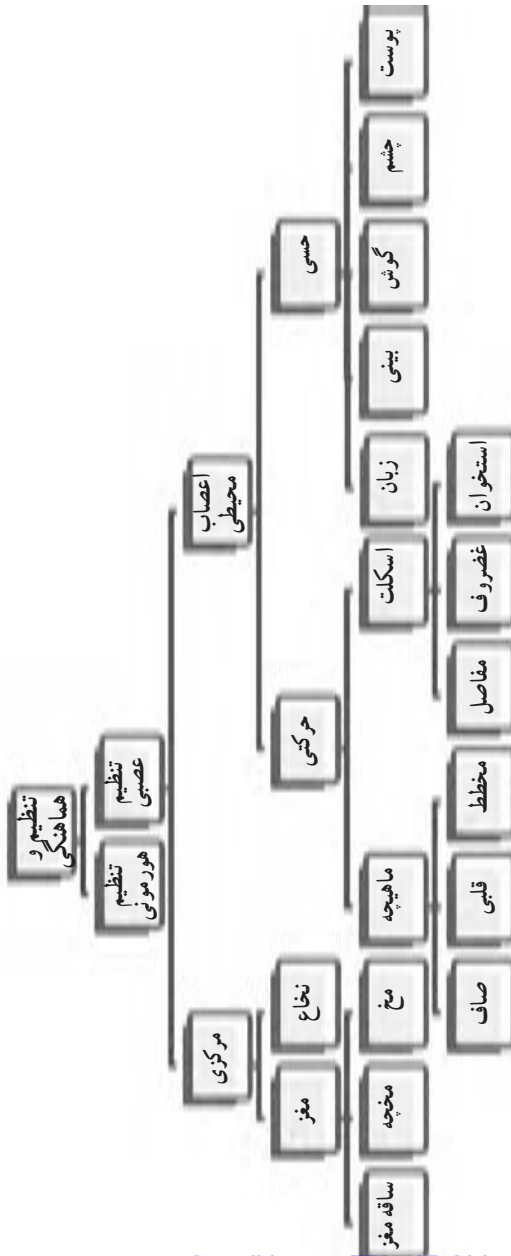 تنظیم و
هماهنگی
تنظیم
عصبی
تنظیم
هورمونی
اعصاب
محیطی
مرکزی
حسی
حرکتی
نخاع
مغز
پوست
چشم
گوش
بینی
زبان
اسکلت
ماهیچه
مخ
مخچه
ساقه مغز
استخوان
غضروف
مفاصل
مخطط
قلبی
صاف